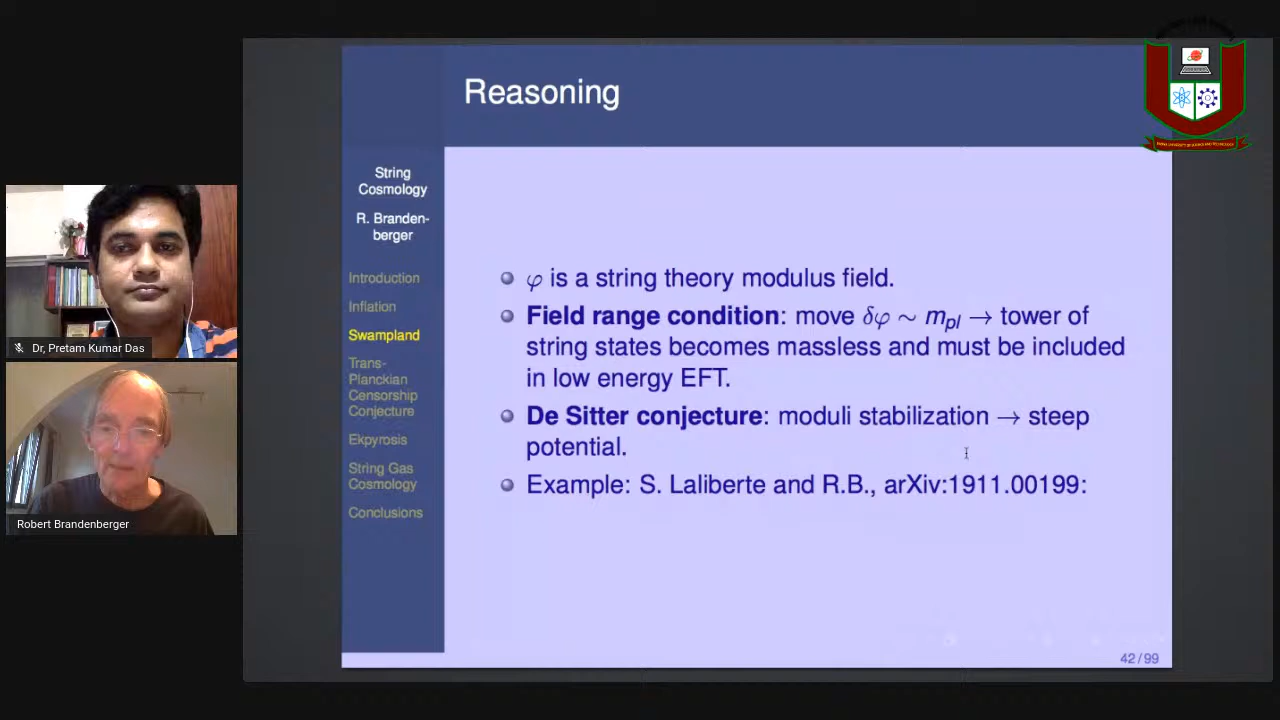 Reasoning
String
Cosmology
R. Branden-
berger
Introduction
Inflation
Swampland
Trans-
Planckian
Censorship
Conjecture
Ekpyrosis
String Gas
Cosmology
Conclusions
φ is a string theory modulus field.
Field range condition: move δφ ∼ mpl → tower of
string states becomes massless and must be included
in low energy EFT.
De Sitter conjecture: moduli stabilization → steep
potential.
Example: S. Laliberte and R.B., arXiv:1911.00199:
42/99
Dr, Pretam Kumar Das
Robert Brandenberger